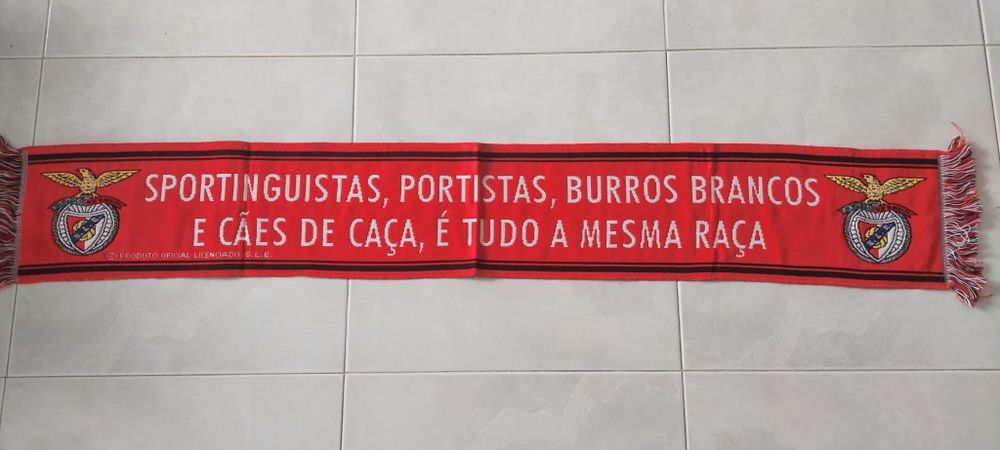 SPORTINGUISTAS, PORTISTAS, BURROS BRANCOS
E CÃES DE CAÇA, É TUDO A MESMA RAÇA
PRODUTO OFICIAL LICENCIADO S.L.B.